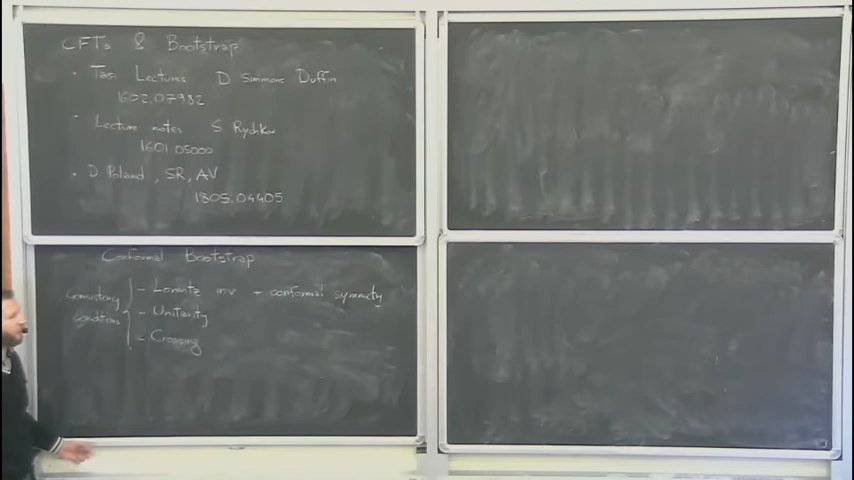 CFTs & Bootstrap
· Tasi Lectures D Simmons Duffin
1602.07982
· Lecture notes S Rychkov
1601.05000
· D Poland, SR, AV
1805.04405
Conformal Bootstrap
Consistency conditions
- Lorentz inv + conformal symmetry
- Unitarity
- Crossing